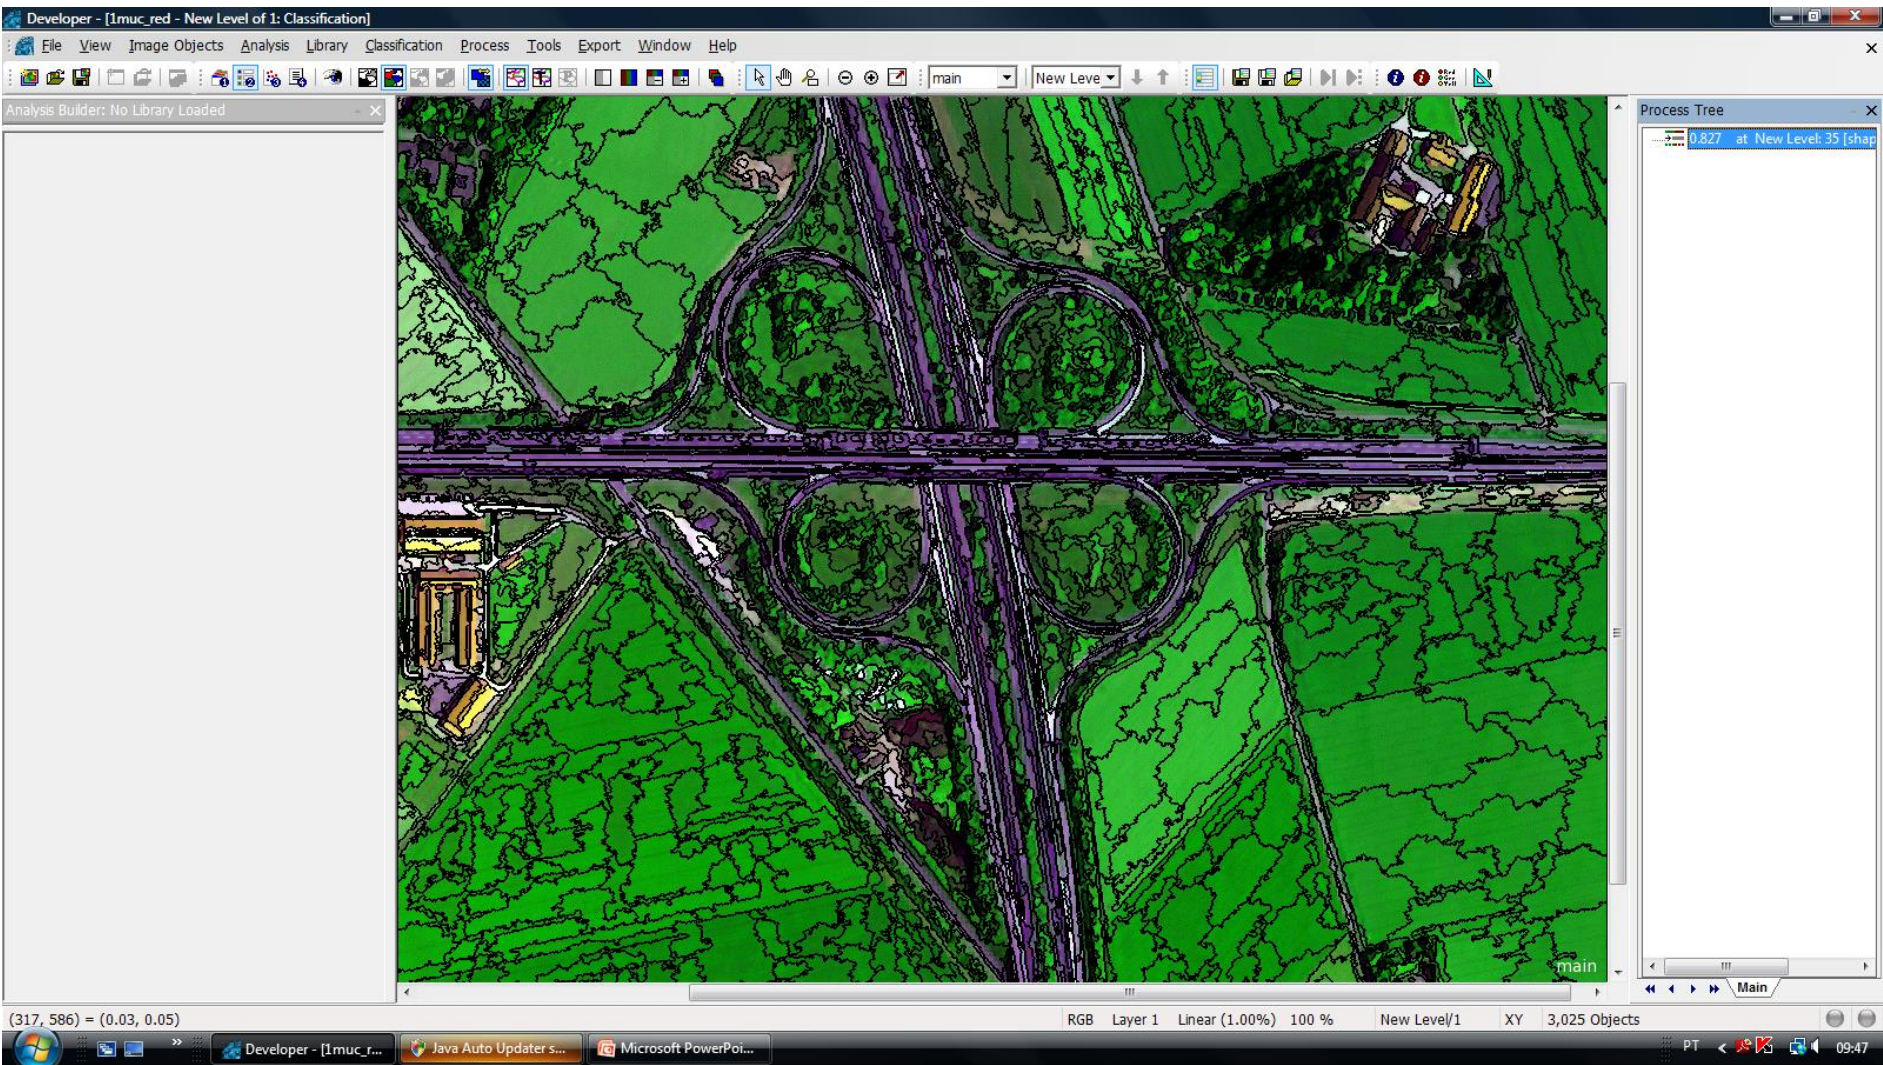 Developer - [1muc_red - New Level of 1: Classification]
File View Image Objects Analysis Library Classification Process Tools Export Window Help
main New Leve
Analysis Builder: No Library Loaded
Process Tree
0.827 at New Level: 35 [shap
main
Main
(317, 586) = (0.03, 0.05) RGB Layer 1 Linear (1.00%) 100 % New Level/1 XY 3,025 Objects
Developer - [1muc_r... Java Auto Updater s... Microsoft PowerPoi... PT 09:47